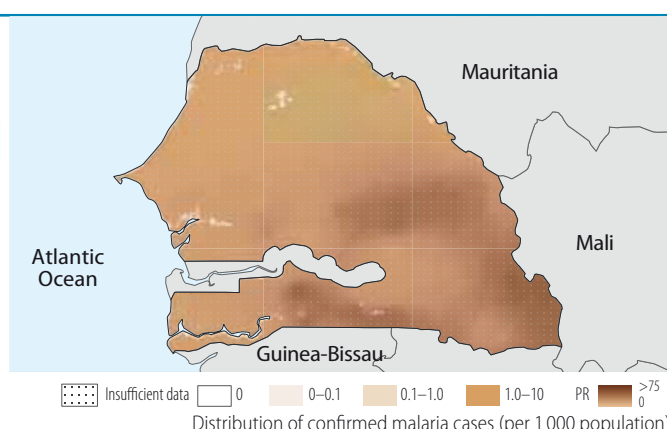 Mauritania
Mali
Atlantic
Ocean
Guinea-Bissau
Insufficient data 0 0–0.1 0.1–1.0 1.0–10 PR >75
0
Distribution of confirmed malaria cases (per 1 000 population)